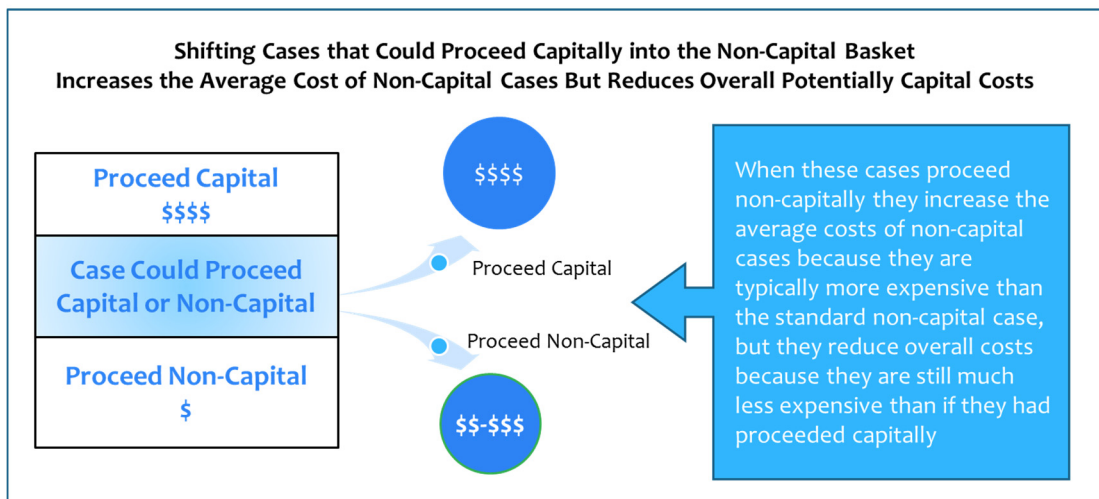 Shifting Cases that Could Proceed Capitally into the Non-Capital Basket
Increases the Average Cost of Non-Capital Cases But Reduces Overall Potentially Capital Costs
Proceed Capital
$$$$
Case Could Proceed
Capital or Non-Capital
Proceed Non-Capital
$
$$$$
Proceed Capital
Proceed Non-Capital
$$-$$$
When these cases proceed
non-capitally they increase the
average costs of non-capital
cases because they are
typically more expensive than
the standard non-capital case,
but they reduce overall costs
because they are still much
less expensive than if they had
proceeded capitally